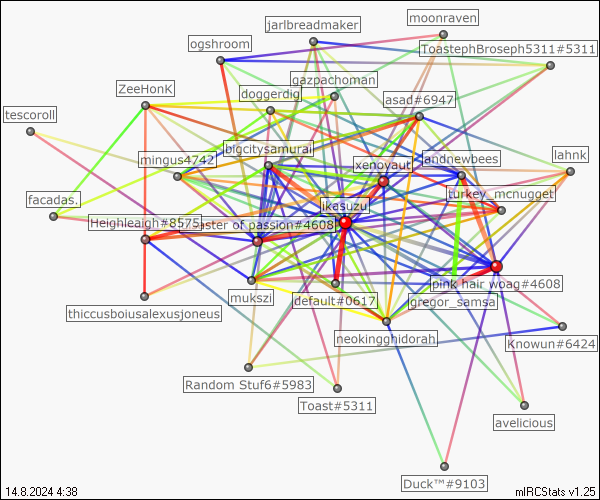 moonraven
jarlbreadmaker
ogshroom
ToastephBroseph5311#5311
gazpachoman
ZeeHonK
doggerdig
asad#6947
tescoroll
bigcitysamurai
mingus4742
xenoyaut
andnewbees
lahnk
turkey_mcnugget
facadas.
ikasuzu
Heighleaigh#8575
aster of passion#4608
pink hair woag#4608
mukszi
default#0617
gregor_samsa
thiccusboiusalexusjoneus
neokingghidorah
Knowun#6424
Random Stuf6#5983
Toast#5311
avelicious
Duck™#9103
14.8.2024 4:38
mIRCStats v1.25